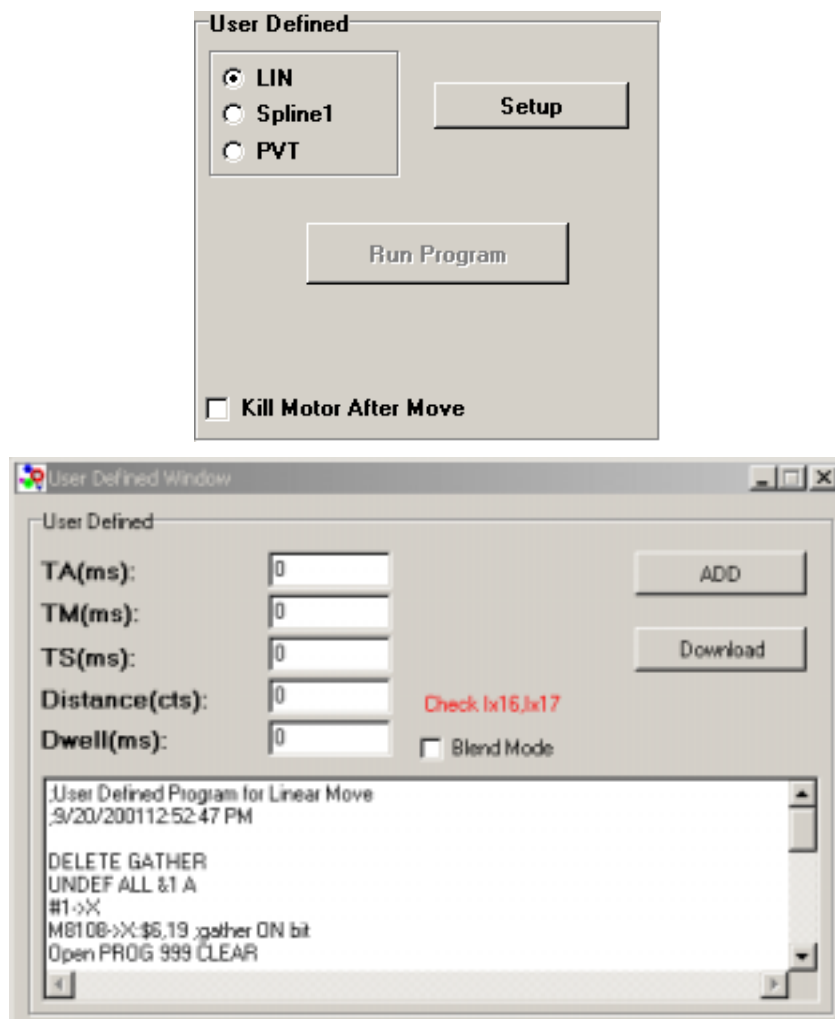 User Defined
LIN
Spline1
PVT
Setup
Run Program
Kill Motor After Move
User Defined Window
User Defined
TA(ms): 0
TM(ms): 0
TS(ms): 0
Distance(cts): 0
Dwell(ms): 0
ADD
Download
Check Ix16,Ix17
Blend Mode
;User Defined Program for Linear Move
;9/20/200112:52:47 PM
DELETE GATHER
UNDEF ALL &1 A
#1->X
M8108->X:$6,19 ;gather ON bit
Open PROG 999 CLEAR